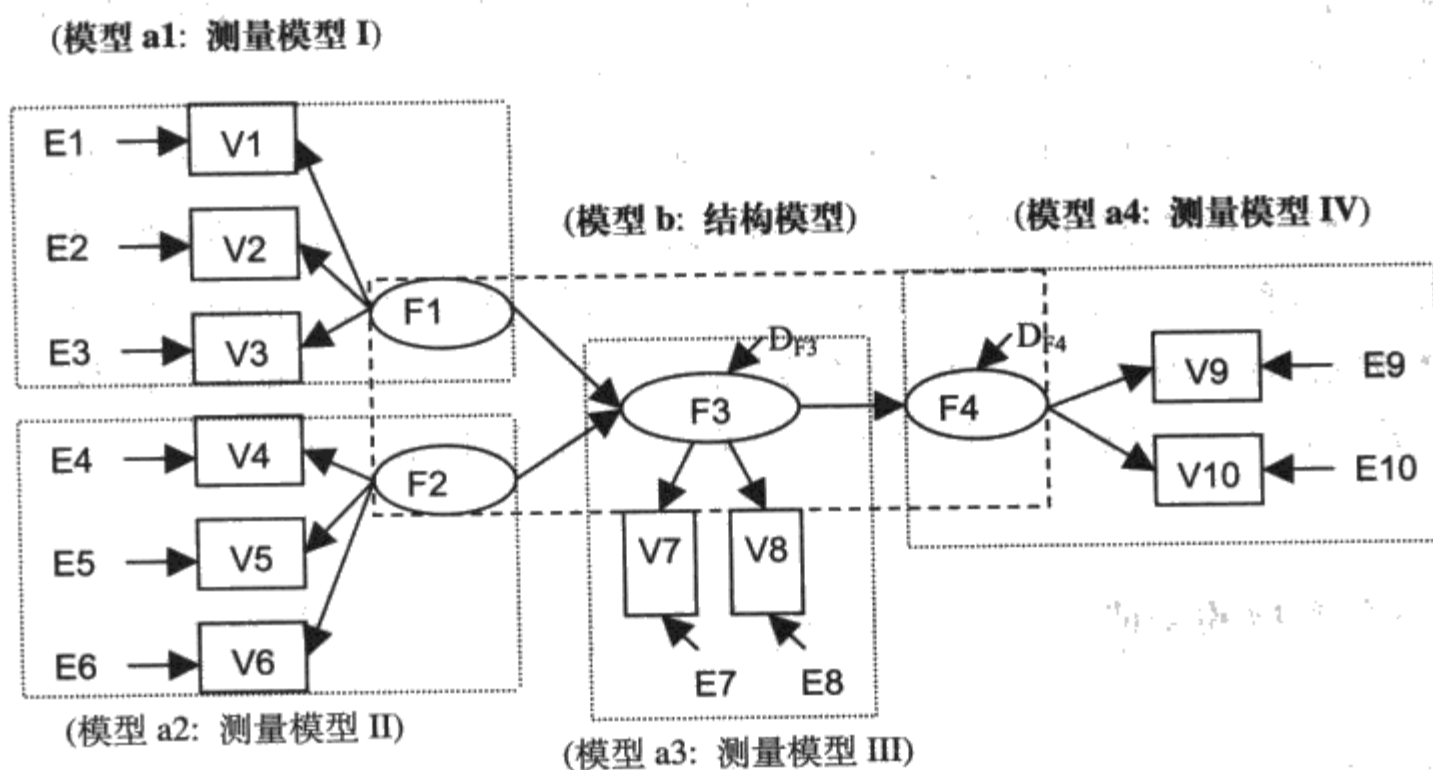 (模型 a1: 测量模型 I)
E1
V1
E2
V2
E3
V3
F1
(模型 b: 结构模型)
(模型 a4: 测量模型 IV)
E4
V4
E5
V5
E6
V6
F2
D_F3
F3
V7
V8
E7
E8
D_F4
F4
V9
E9
V10
E10
(模型 a2: 测量模型 II)
(模型 a3: 测量模型 III)